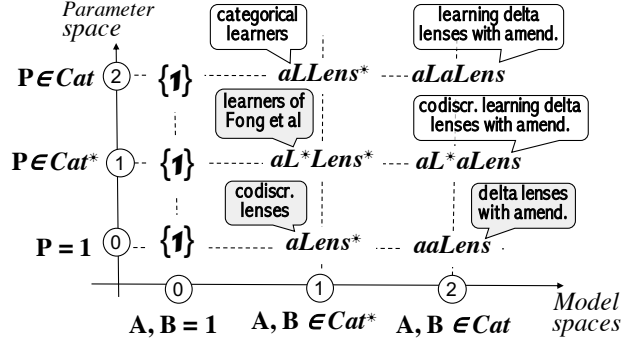 Parameter
space
categorical
learners
learning delta
lenses with amend.
P∈Cat 2 {1} aLLens* aLaLens
learners of
Fong et al
codiscr. learning delta
lenses with amend.
P∈Cat* 1 {1} aL*Lens* aL*aLens
codiscr.
lenses
delta lenses
with amend.
P = 1 0 {1} aLens* aaLens
0 1 2
A, B = 1 A, B ∈Cat* A, B ∈Cat
Model
spaces